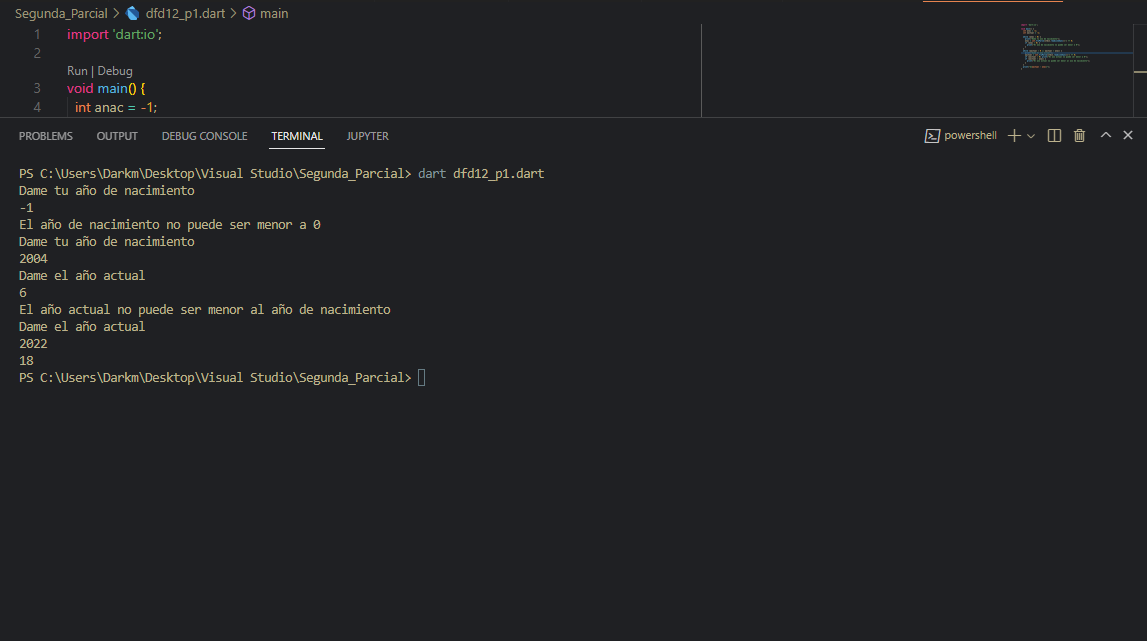 Segunda_Parcial > dfd12_p1.dart > main
1 import 'dart:io';
2
Run | Debug
3 void main() {
4 int anac = -1;
PROBLEMS OUTPUT DEBUG CONSOLE TERMINAL JUPYTER powershell
PS C:\Users\Darkm\Desktop\Visual Studio\Segunda_Parcial> dart dfd12_p1.dart
Dame tu año de nacimiento
-1
El año de nacimiento no puede ser menor a 0
Dame tu año de nacimiento
2004
Dame el año actual
6
El año actual no puede ser menor al año de nacimiento
Dame el año actual
2022
18
PS C:\Users\Darkm\Desktop\Visual Studio\Segunda_Parcial>